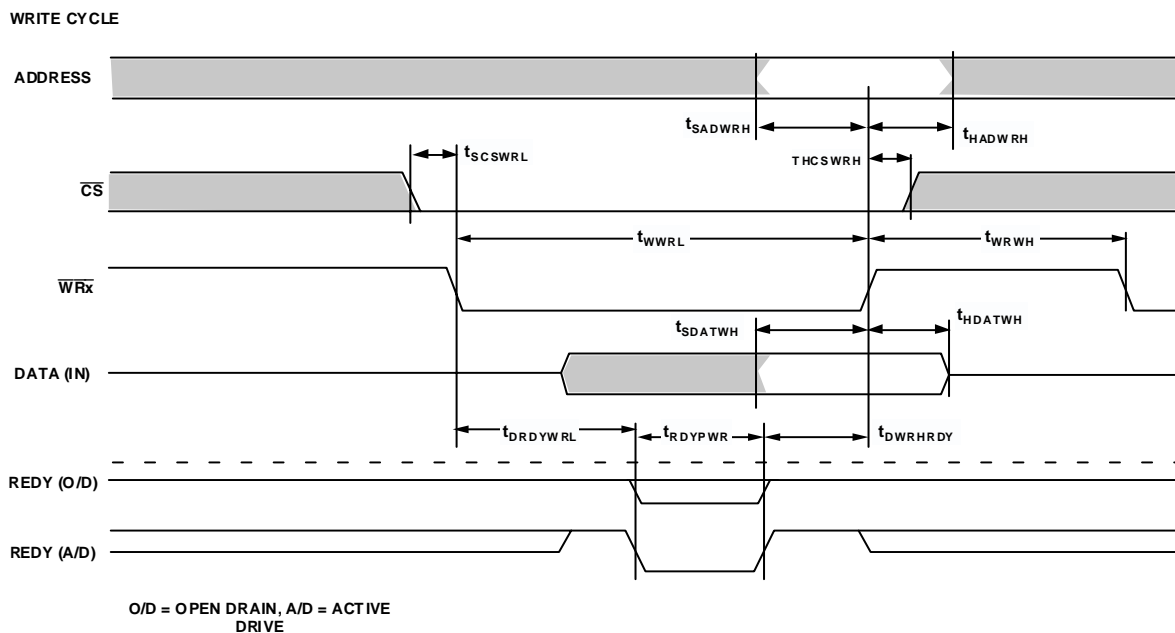 WRITE CYCLE
ADDRESS
tSADWRH
tHADWRH
tSCSWRL
THCSWRH
CS
tWWRL
tWRWH
WRx
tSDATWH
tHDATWH
DATA (IN)
tDRDYWRL
tRDYPWR
tDWRHRDY
REDY (O/D)
REDY (A/D)
O/D = OPEN DRAIN, A/D = ACTIVE
DRIVE